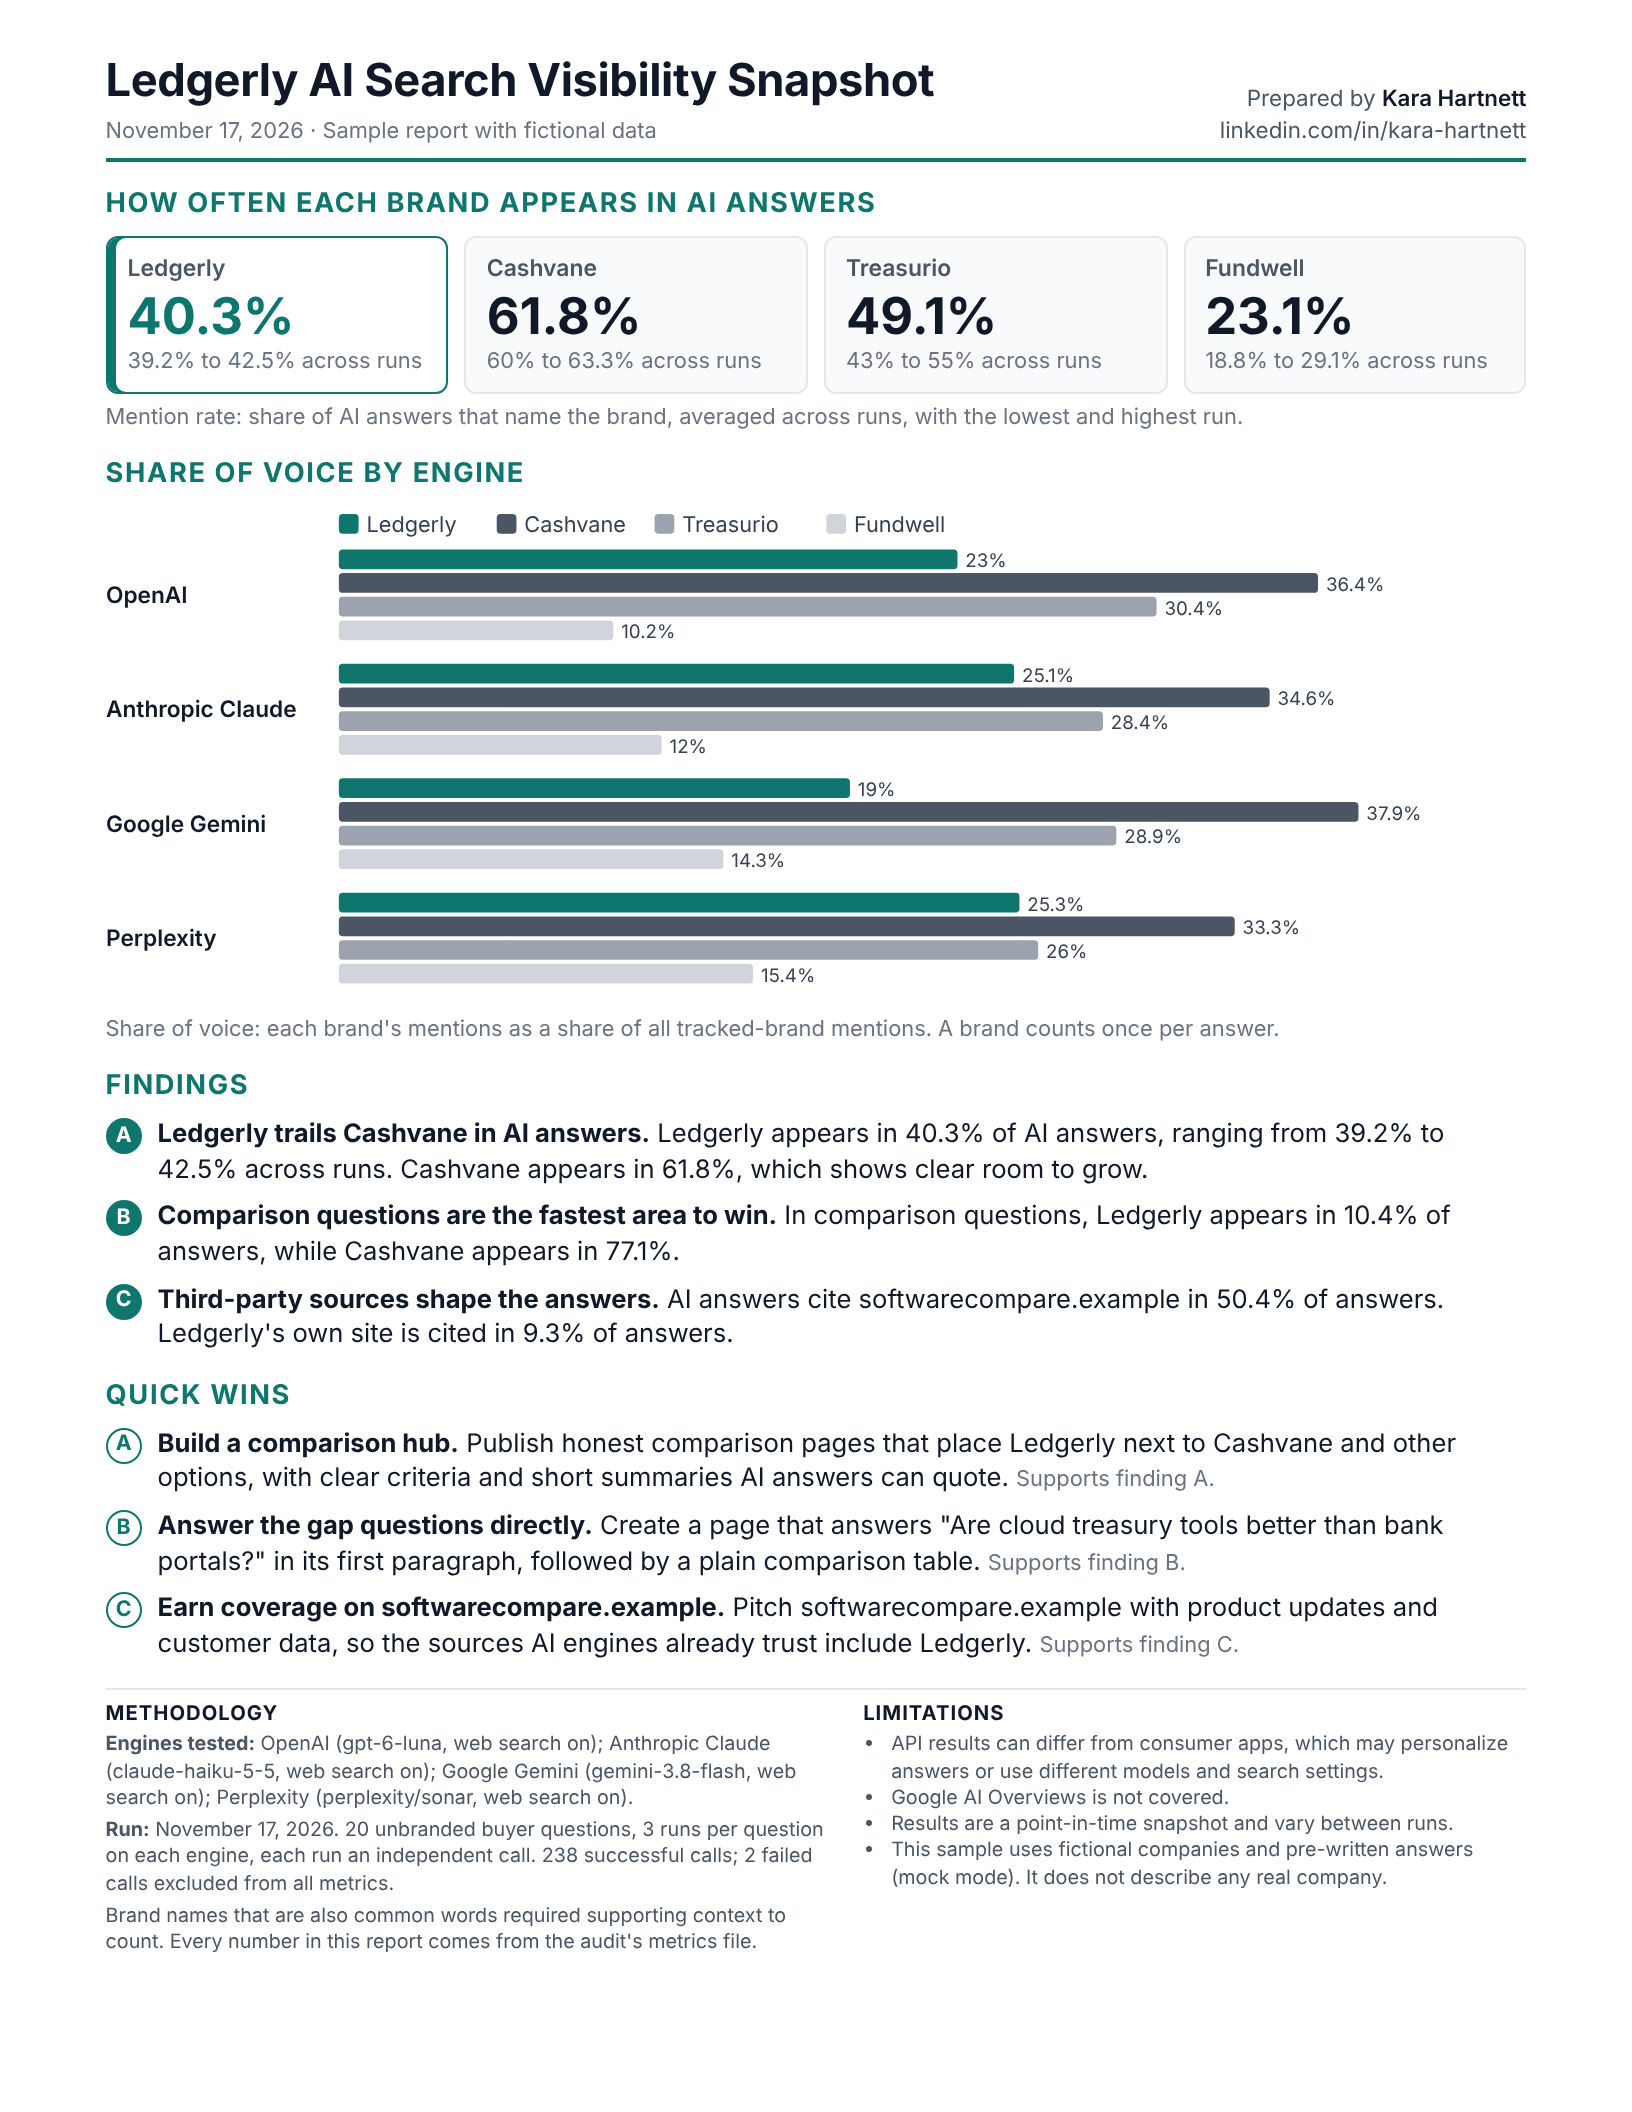 Ledgerly AI Search Visibility Snapshot
November 17, 2026 · Sample report with fictional data
Prepared by Kara Hartnett
linkedin.com/in/kara-hartnett
HOW OFTEN EACH BRAND APPEARS IN AI ANSWERS
Ledgerly
40.3%
39.2% to 42.5% across runs
Cashvane
61.8%
60% to 63.3% across runs
Treasurio
49.1%
43% to 55% across runs
Fundwell
23.1%
18.8% to 29.1% across runs
Mention rate: share of AI answers that name the brand, averaged across runs, with the lowest and highest run.
SHARE OF VOICE BY ENGINE
Ledgerly Cashvane Treasurio Fundwell
OpenAI
23%
36.4%
30.4%
10.2%
Anthropic Claude
25.1%
34.6%
28.4%
12%
Google Gemini
19%
37.9%
28.9%
14.3%
Perplexity
25.3%
33.3%
26%
15.4%
Share of voice: each brand's mentions as a share of all tracked-brand mentions. A brand counts once per answer.
FINDINGS
A Ledgerly trails Cashvane in AI answers. Ledgerly appears in 40.3% of AI answers, ranging from 39.2% to
42.5% across runs. Cashvane appears in 61.8%, which shows clear room to grow.
B Comparison questions are the fastest area to win. In comparison questions, Ledgerly appears in 10.4% of
answers, while Cashvane appears in 77.1%.
C Third-party sources shape the answers. AI answers cite softwarecompare.example in 50.4% of answers.
Ledgerly's own site is cited in 9.3% of answers.
QUICK WINS
A Build a comparison hub. Publish honest comparison pages that place Ledgerly next to Cashvane and other
options, with clear criteria and short summaries AI answers can quote. Supports finding A.
B Answer the gap questions directly. Create a page that answers "Are cloud treasury tools better than bank
portals?" in its first paragraph, followed by a plain comparison table. Supports finding B.
C Earn coverage on softwarecompare.example. Pitch softwarecompare.example with product updates and
customer data, so the sources AI engines already trust include Ledgerly. Supports finding C.
METHODOLOGY
Engines tested: OpenAI (gpt-6-luna, web search on); Anthropic Claude
(claude-haiku-5-5, web search on); Google Gemini (gemini-3.8-flash, web
search on); Perplexity (perplexity/sonar, web search on).
Run: November 17, 2026. 20 unbranded buyer questions, 3 runs per question
on each engine, each run an independent call. 238 successful calls; 2 failed
calls excluded from all metrics.
Brand names that are also common words required supporting context to
count. Every number in this report comes from the audit's metrics file.
LIMITATIONS
• API results can differ from consumer apps, which may personalize
answers or use different models and search settings.
• Google AI Overviews is not covered.
• Results are a point-in-time snapshot and vary between runs.
• This sample uses fictional companies and pre-written answers
(mock mode). It does not describe any real company.